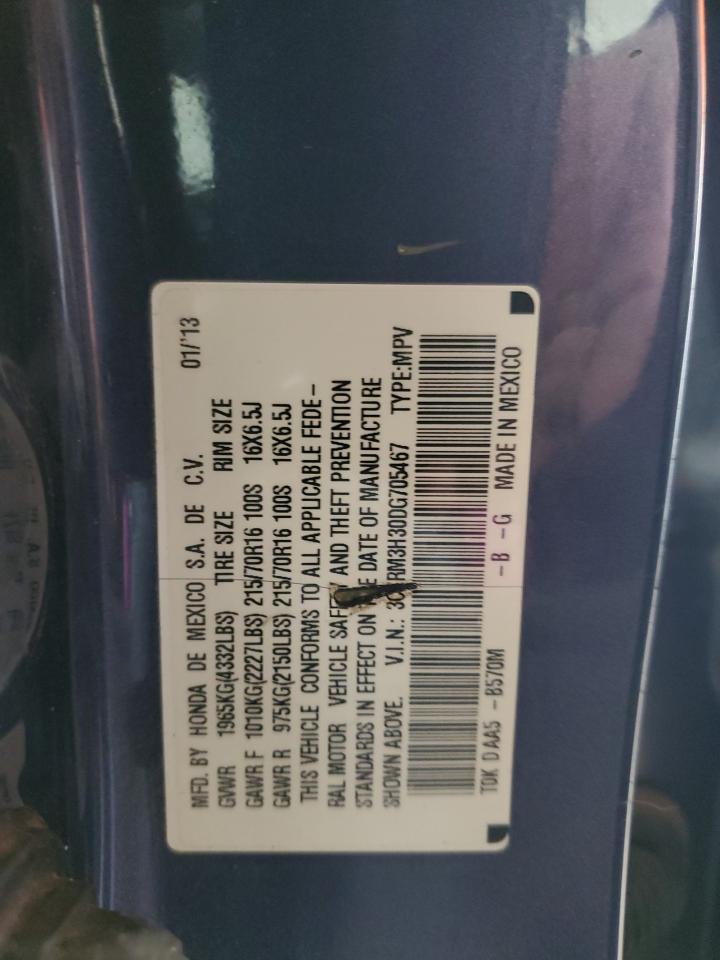 MFD. BY HONDA DE MEXICO S.A. DE C.V. 01/'13
GVWR 1965KG(4332LBS) TIRE SIZE RIM SIZE
GAWR F 1010KG(2227LBS) 215/70R16 100S 16X6.5J
GAWR R 975KG(2150LBS) 215/70R16 100S 16X6.5J
THIS VEHICLE CONFORMS TO ALL APPLICABLE FEDE-
RAL MOTOR VEHICLE AND THEFT PREVENTION
STANDARDS IN EFFECT ON DATE OF MANUFACTURE
SHOWN ABOVE. V.I.N.: TYPE:MPV
T0K DAA5 -B570M -B -G MADE IN MEXICO